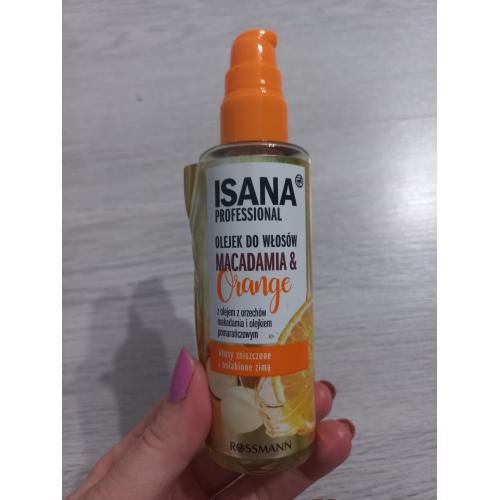 ISANA
PROFESSIONAL
OLEJEK DO WŁOSÓW
MACADAMIA &
Orange
z olejem z orzechów
makadamia i olejkiem
pomarańczowym
włosy zniszczone
i osłabione zimą
ROSSMANN